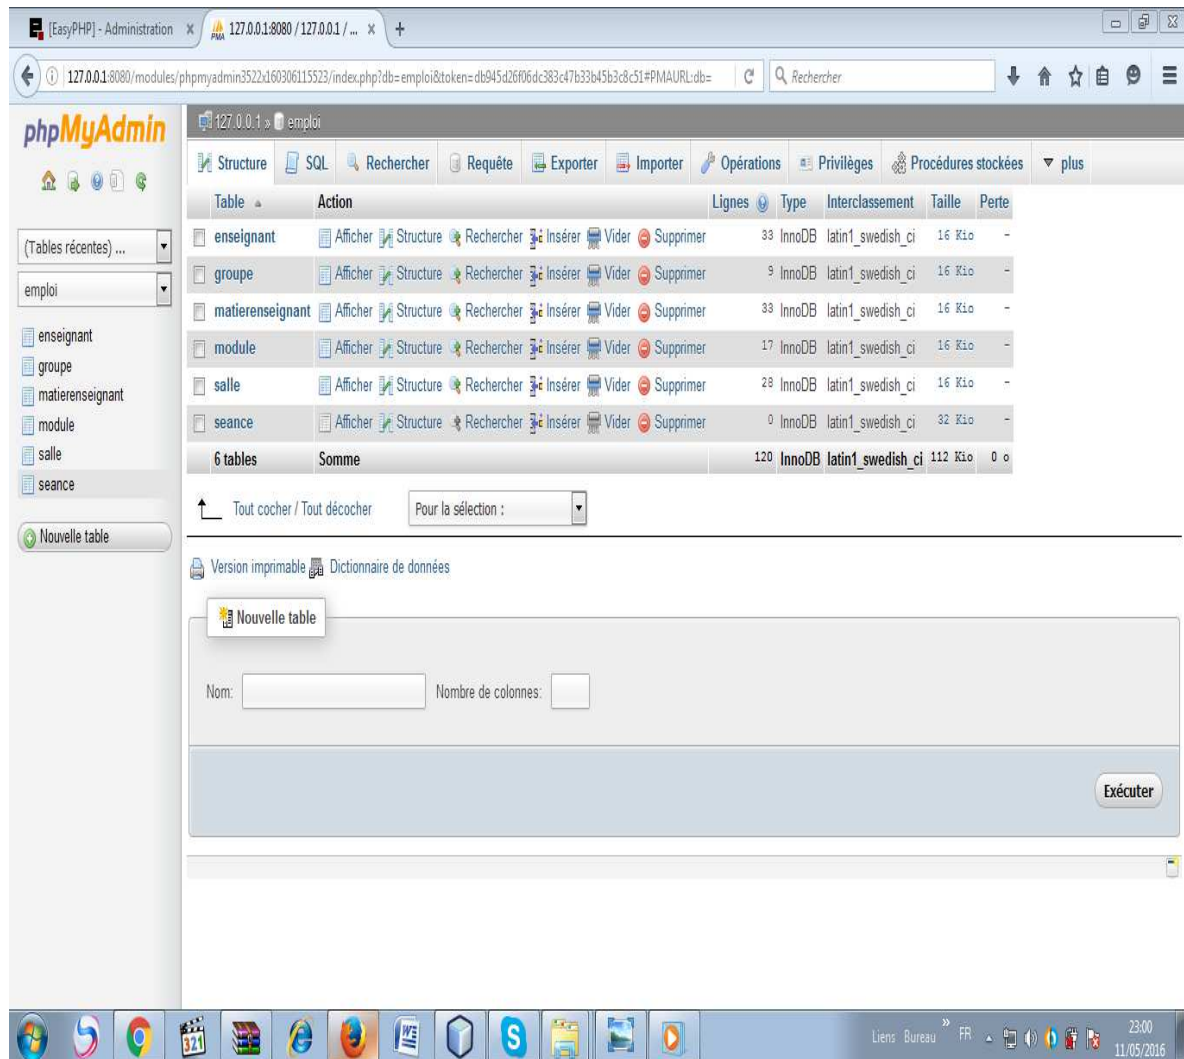 [EasyPHP] - Administration x 127.0.0.1:8080 / 127.0.0.1 / ... x +
127.0.0.1:8080/modules/phpmyadmin3522x160306115523/index.php?db=emploi&token=db945d26f06dc383c47b33b45b3c8c51#PMAURL:db= Rechercher
phpMyAdmin
PMA
(Tables récentes) ...
emploi
enseignant
groupe
matierenseignant
module
salle
seance
Nouvelle table
127.0.0.1 » emploi
Structure SQL Rechercher Requête Exporter Importer Opérations Privilèges Procédures stockées plus
Table Action Lignes Type Interclassement Taille Perte
enseignant Afficher Structure Rechercher Insérer Vider Supprimer 33 InnoDB latin1_swedish_ci 16 Kio -
groupe Afficher Structure Rechercher Insérer Vider Supprimer 9 InnoDB latin1_swedish_ci 16 Kio -
matierenseignant Afficher Structure Rechercher Insérer Vider Supprimer 33 InnoDB latin1_swedish_ci 16 Kio -
module Afficher Structure Rechercher Insérer Vider Supprimer 17 InnoDB latin1_swedish_ci 16 Kio -
salle Afficher Structure Rechercher Insérer Vider Supprimer 28 InnoDB latin1_swedish_ci 16 Kio -
seance Afficher Structure Rechercher Insérer Vider Supprimer 0 InnoDB latin1_swedish_ci 32 Kio -
6 tables Somme 120 InnoDB latin1_swedish_ci 112 Kio 0 o
Tout cocher / Tout décocher Pour la sélection :
Version imprimable Dictionnaire de données
Nouvelle table
Nom: Nombre de colonnes:
Exécuter
321
Liens Bureau » FR 23:00
11/05/2016